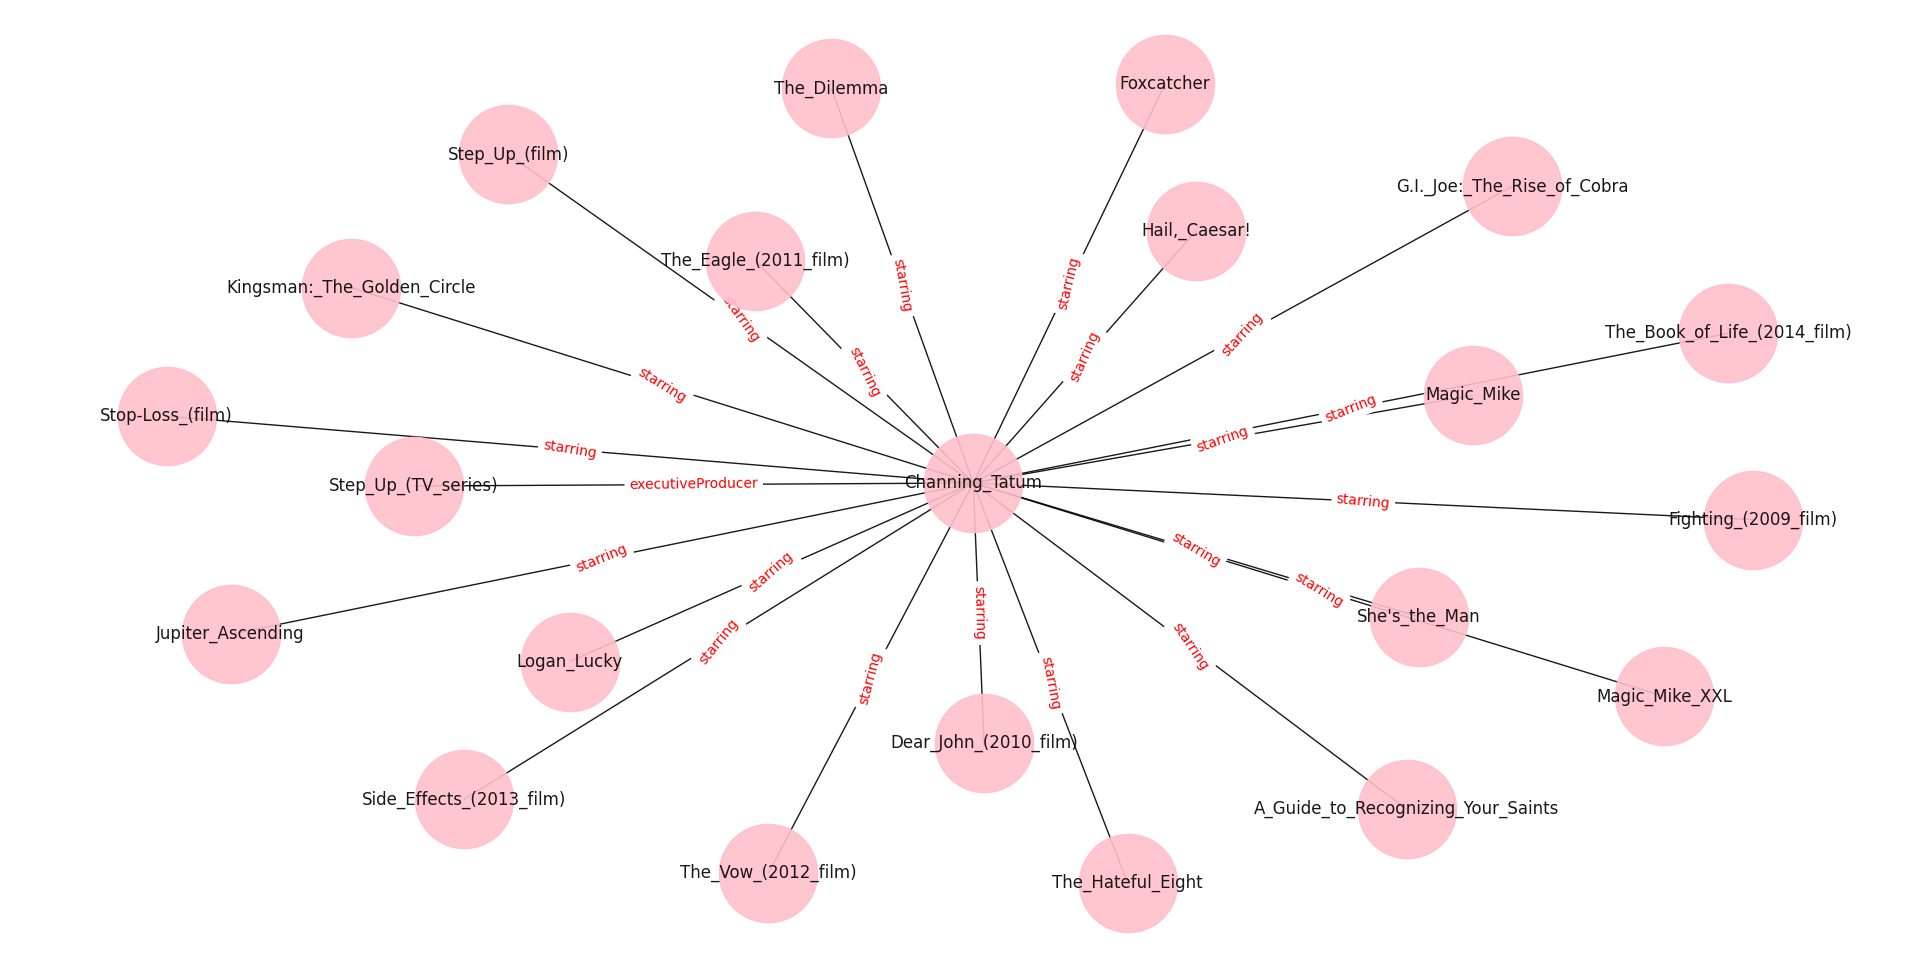 Foxcatcher
The_Dilemma
Step_Up_(film)
G.I._Joe:_The_Rise_of_Cobra
Hail,_Caesar!
The_Eagle_(2011_film)
starring
starring
Kingsman:_The_Golden_Circle
starring
starring
The_Book_of_Life_(2014_film)
starring
starring
starring
Magic_Mike
starring
Stop-Loss_(film)
starring
starring
Channing_Tatum
executiveProducer
Step_Up_(TV_series)
starring
Fighting_(2009_film)
starring
starring
starring
starring
starring
She's_the_Man
Jupiter_Ascending
starring
starring
Logan_Lucky
starring
starring
Magic_Mike_XXL
Dear_John_(2010_film)
Side_Effects_(2013_film)
A_Guide_to_Recognizing_Your_Saints
The_Vow_(2012_film)
The_Hateful_Eight